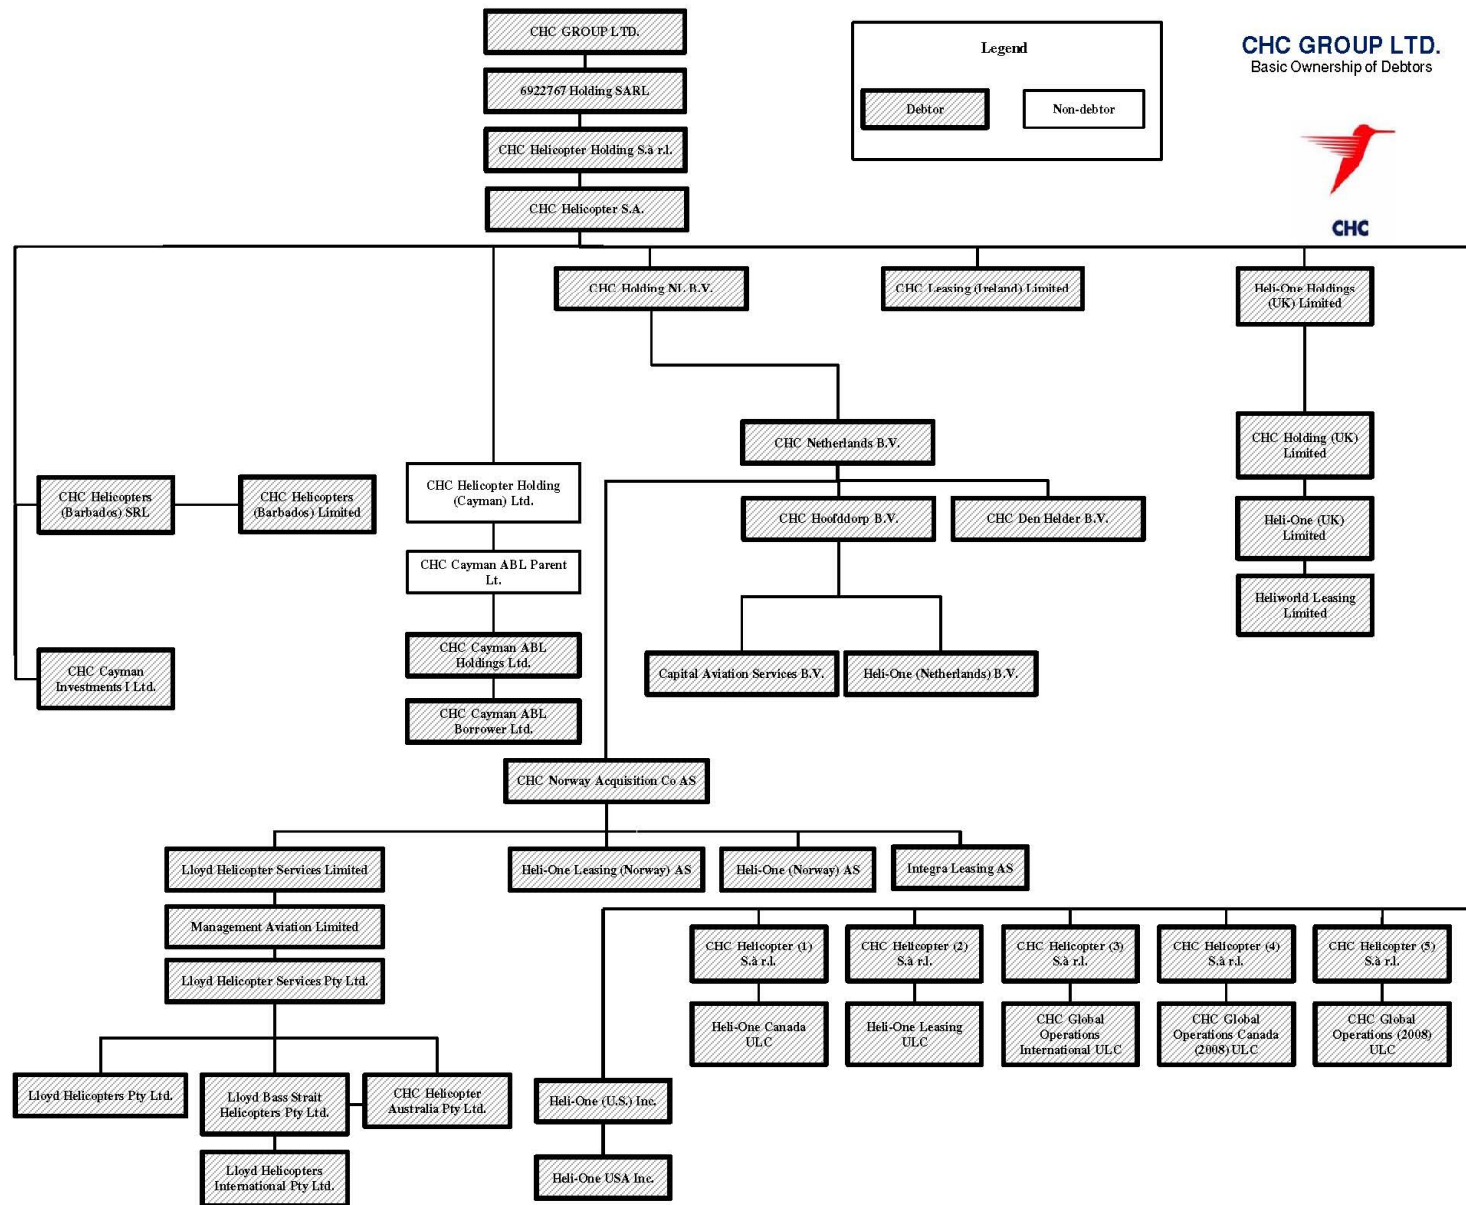 CHC GROUP LTD.
6922767 Holding SARL
CHC Helicopter Holding S.à r.l.
CHC Helicopter S.A.
Legend
Debtor
Non-debtor
CHC GROUP LTD.
Basic Ownership of Debtors
CHC
CHC Holding NL B.V.
CHC Leasing (Ireland) Limited
Heli-One Holdings
(UK) Limited
CHC Netherlands B.V.
CHC Holding (UK)
Limited
CHC Helicopters
(Barbados) SRL
CHC Helicopters
(Barbados) Limited
CHC Helicopter Holding
(Cayman) Ltd.
CHC Hoofddorp B.V.
CHC Den Helder B.V.
Heli-One (UK)
Limited
CHC Cayman ABL Parent
Lt.
Heliworld Leasing
Limited
CHC Cayman
Investments I Ltd.
CHC Cayman ABL
Holdings Ltd.
Capital Aviation Services B.V.
Heli-One (Netherlands) B.V.
CHC Cayman ABL
Borrower Ltd.
CHC Norway Acquisition Co AS
Lloyd Helicopter Services Limited
Heli-One Leasing (Norway) AS
Heli-One (Norway) AS
Integra Leasing AS
Management Aviation Limited
Lloyd Helicopter Services Pty Ltd.
CHC Helicopter (1)
S.à r.l.
CHC Helicopter (2)
S.à r.l.
CHC Helicopter (3)
S.à r.l.
CHC Helicopter (4)
S.à r.l.
CHC Helicopter (5)
S.à r.l.
Heli-One Canada
ULC
Heli-One Leasing
ULC
CHC Global
Operations
International ULC
CHC Global
Operations Canada
(2008) ULC
CHC Global
Operations (2008)
ULC
Lloyd Helicopters Pty Ltd.
Lloyd Bass Strait
Helicopters Pty Ltd.
CHC Helicopter
Australia Pty Ltd.
Heli-One (U.S.) Inc.
Lloyd Helicopters
International Pty Ltd.
Heli-One USA Inc.